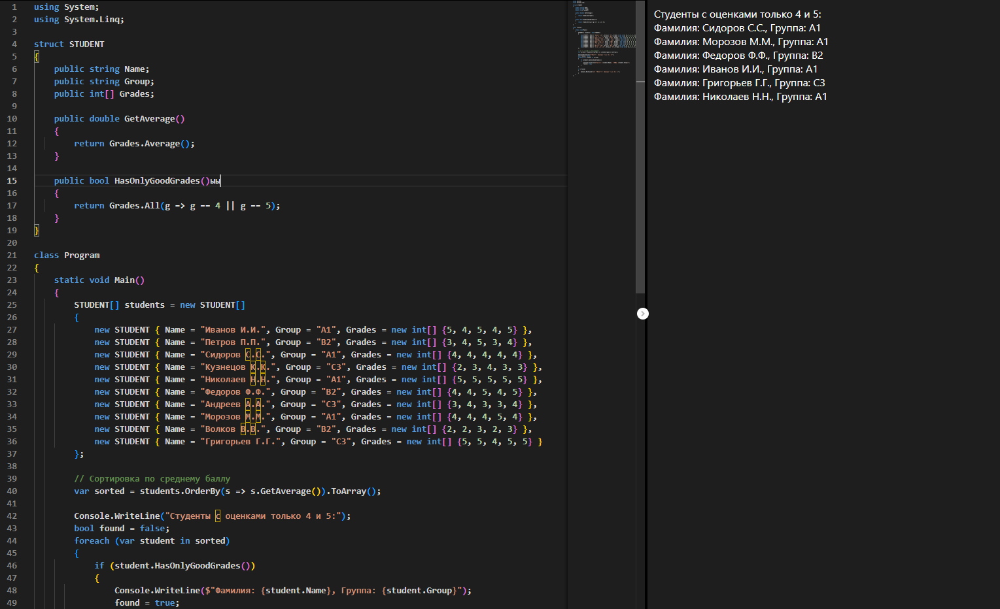 1 using System;
2 using System.Linq;
3
4 struct STUDENT
5 {
6 public string Name;
7 public string Group;
8 public int[] Grades;
9
10 public double GetAverage()
11 {
12 return Grades.Average();
13 }
14
15 public bool HasOnlyGoodGrades()ыы
16 {
17 return Grades.All(g => g == 4 || g == 5);
18 }
19 }
20
21 class Program
22 {
23 static void Main()
24 {
25 STUDENT[] students = new STUDENT[]
26 {
27 new STUDENT { Name = "Иванов И.И.", Group = "A1", Grades = new int[] {5, 4, 5, 4, 5} },
28 new STUDENT { Name = "Петров П.П.", Group = "B2", Grades = new int[] {3, 4, 5, 3, 4} },
29 new STUDENT { Name = "Сидоров С.С.", Group = "A1", Grades = new int[] {4, 4, 4, 4, 4} },
30 new STUDENT { Name = "Кузнецов К.К.", Group = "C3", Grades = new int[] {2, 3, 4, 3, 3} },
31 new STUDENT { Name = "Николаев Н.Н.", Group = "A1", Grades = new int[] {5, 5, 5, 5, 5} },
32 new STUDENT { Name = "Федоров Ф.Ф.", Group = "B2", Grades = new int[] {4, 4, 5, 4, 5} },
33 new STUDENT { Name = "Андреев А.А.", Group = "C3", Grades = new int[] {3, 4, 3, 3, 4} },
34 new STUDENT { Name = "Морозов М.М.", Group = "A1", Grades = new int[] {4, 4, 4, 5, 4} },
35 new STUDENT { Name = "Волков В.В.", Group = "B2", Grades = new int[] {2, 2, 3, 2, 3} },
36 new STUDENT { Name = "Григорьев Г.Г.", Group = "C3", Grades = new int[] {5, 5, 4, 5, 5} }
37 };
38
39 // Сортировка по среднему баллу
40 var sorted = students.OrderBy(s => s.GetAverage()).ToArray();
41
42 Console.WriteLine("Студенты с оценками только 4 и 5:");
43 bool found = false;
44 foreach (var student in sorted)
45 {
46 if (student.HasOnlyGoodGrades())
47 {
48 Console.WriteLine($"Фамилия: {student.Name}, Группа: {student.Group}");
49 found = true;
Студенты с оценками только 4 и 5:
Фамилия: Сидоров С.С., Группа: A1
Фамилия: Морозов М.М., Группа: A1
Фамилия: Федоров Ф.Ф., Группа: B2
Фамилия: Иванов И.И., Группа: A1
Фамилия: Григорьев Г.Г., Группа: C3
Фамилия: Николаев Н.Н., Группа: A1